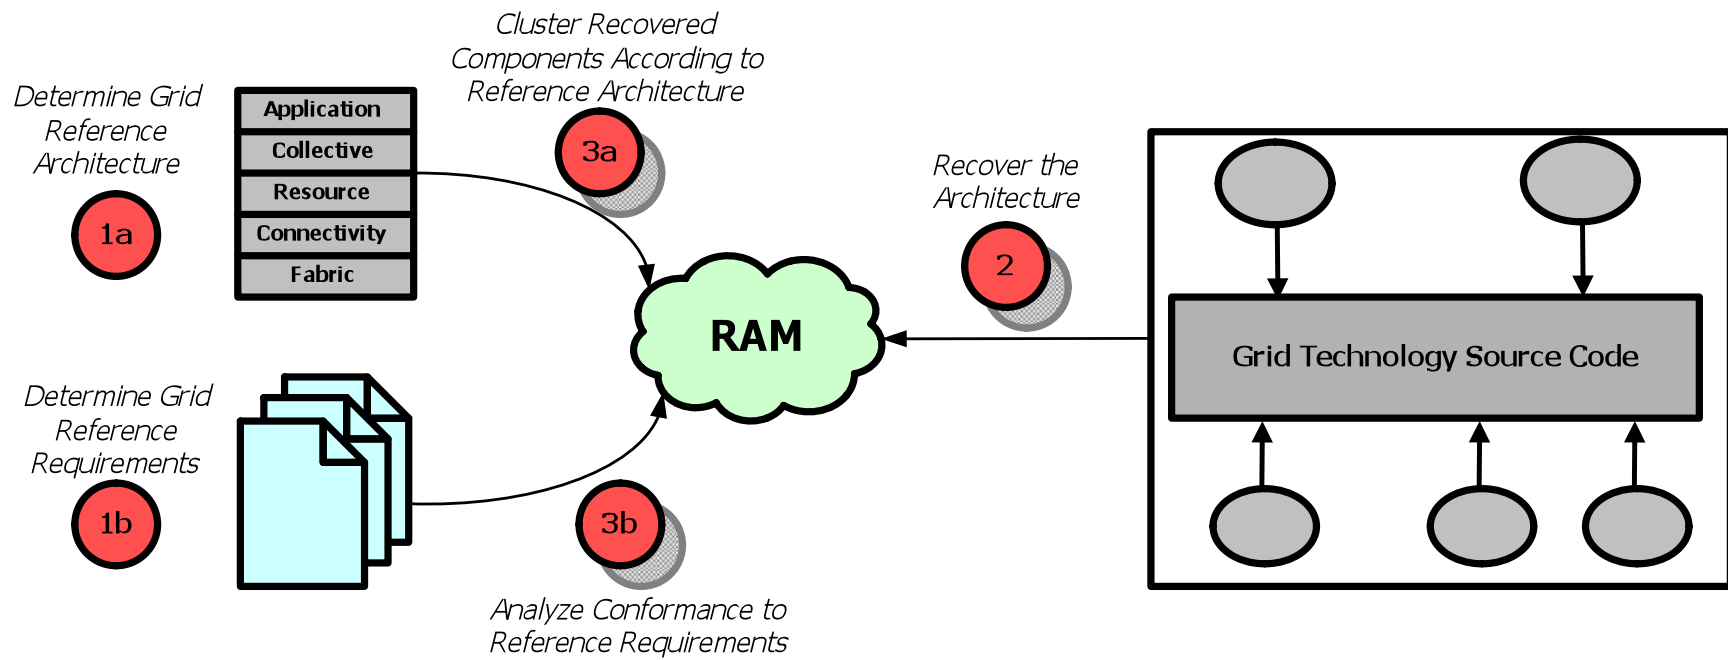 Determine Grid
Reference
Architecture
1a
Application
Collective
Resource
Connectivity
Fabric
Cluster Recovered
Components According to
Reference Architecture
3a
Recover the
Architecture
2
RAM
Grid Technology Source Code
Determine Grid
Reference
Requirements
1b
3b
Analyze Conformance to
Reference Requirements